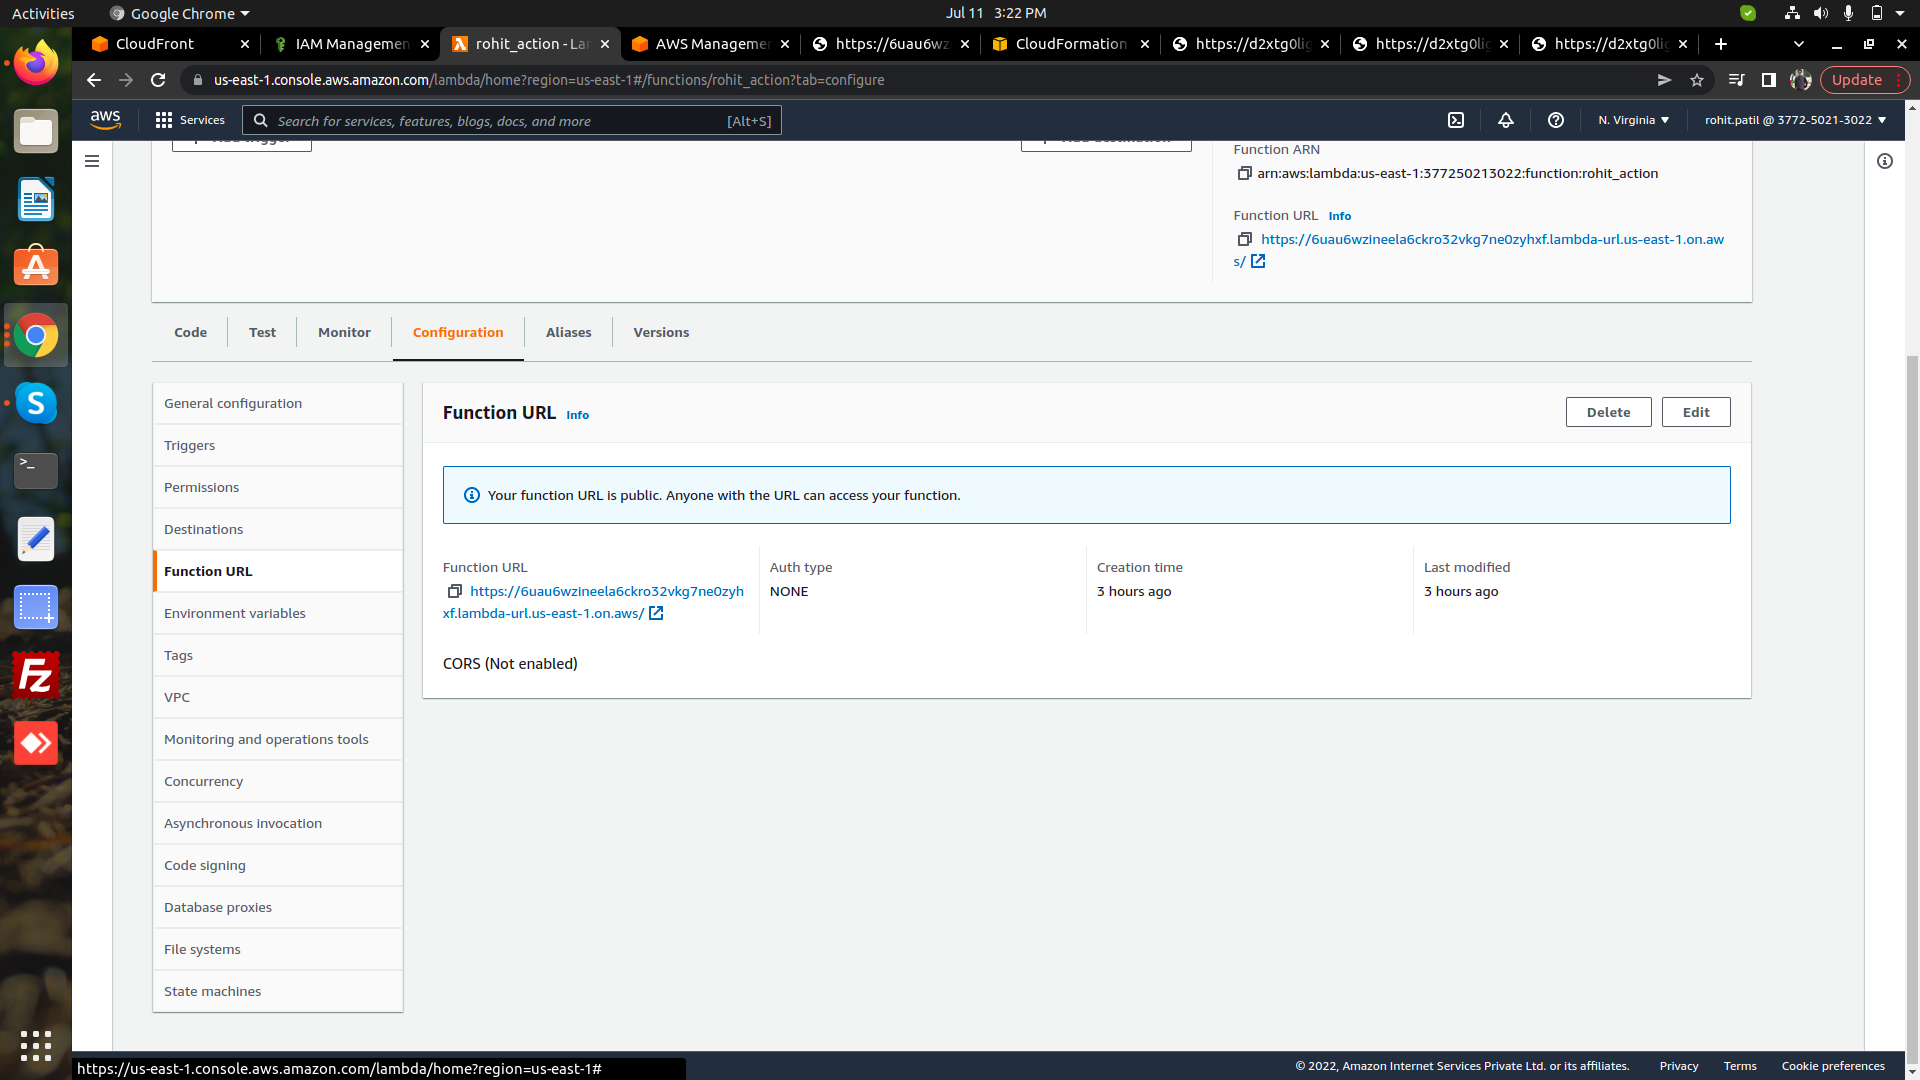 Activities
Google Chrome
Jul 11 3:22 PM
CloudFront
IAM Managemen
rohit_action - La
AWS Manageme
https://6uau6wz
CloudFormation
https://d2xtg0li
https://d2xtg0li
https://d2xtg0li
us-east-1.console.aws.amazon.com/lambda/home?region=us-east-1#/functions/rohit_action?tab=configure
Update
aws
Services
Search for services, features, blogs, docs, and more
[Alt+S]
N. Virginia
rohit.patil @ 3772-5021-3022
Function ARN
arn:aws:lambda:us-east-1:377250213022:function:rohit_action
Function URL Info
https://6uau6wzineela6ckro32vkg7ne0zyhxf.lambda-url.us-east-1.on.aw
s/
Code
Test
Monitor
Configuration
Aliases
Versions
General configuration
Triggers
Permissions
Destinations
Function URL
Environment variables
Tags
VPC
Monitoring and operations tools
Concurrency
Asynchronous invocation
Code signing
Database proxies
File systems
State machines
Function URL Info
Delete
Edit
Your function URL is public. Anyone with the URL can access your function.
Function URL
https://6uau6wzineela6ckro32vkg7ne0zyh
xf.lambda-url.us-east-1.on.aws/
Auth type
NONE
Creation time
3 hours ago
Last modified
3 hours ago
CORS (Not enabled)
https://us-east-1.console.aws.amazon.com/lambda/home?region=us-east-1#
© 2022, Amazon Internet Services Private Ltd. or its affiliates.
Privacy
Terms
Cookie preferences